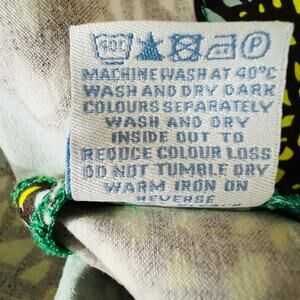 40°
P
MACHINE WASH AT 40°C
WASH AND DRY DARK
COLOURS SEPARATELY
WASH AND DRY
INSIDE OUT TO
REDUCE COLOUR LOSS
DO NOT TUMBLE DRY
WARM IRON ON
REVERSE